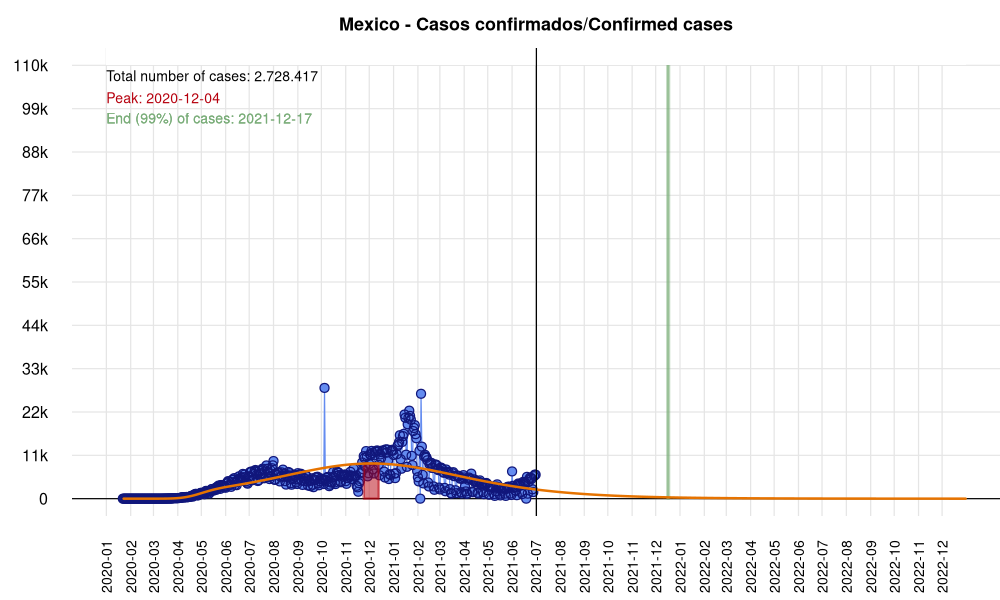 Mexico - Casos confirmados/Confirmed cases
Total number of cases: 2.728.417
Peak: 2020-12-04
End (99%) of cases: 2021-12-17
110k
99k
88k
77k
66k
55k
44k
33k
22k
11k
0
2020-01
2020-02
2020-03
2020-04
2020-05
2020-06
2020-07
2020-08
2020-09
2020-10
2020-11
2020-12
2021-01
2021-02
2021-03
2021-04
2021-05
2021-06
2021-07
2021-08
2021-09
2021-10
2021-11
2021-12
2022-01
2022-02
2022-03
2022-04
2022-05
2022-06
2022-07
2022-08
2022-09
2022-10
2022-11
2022-12